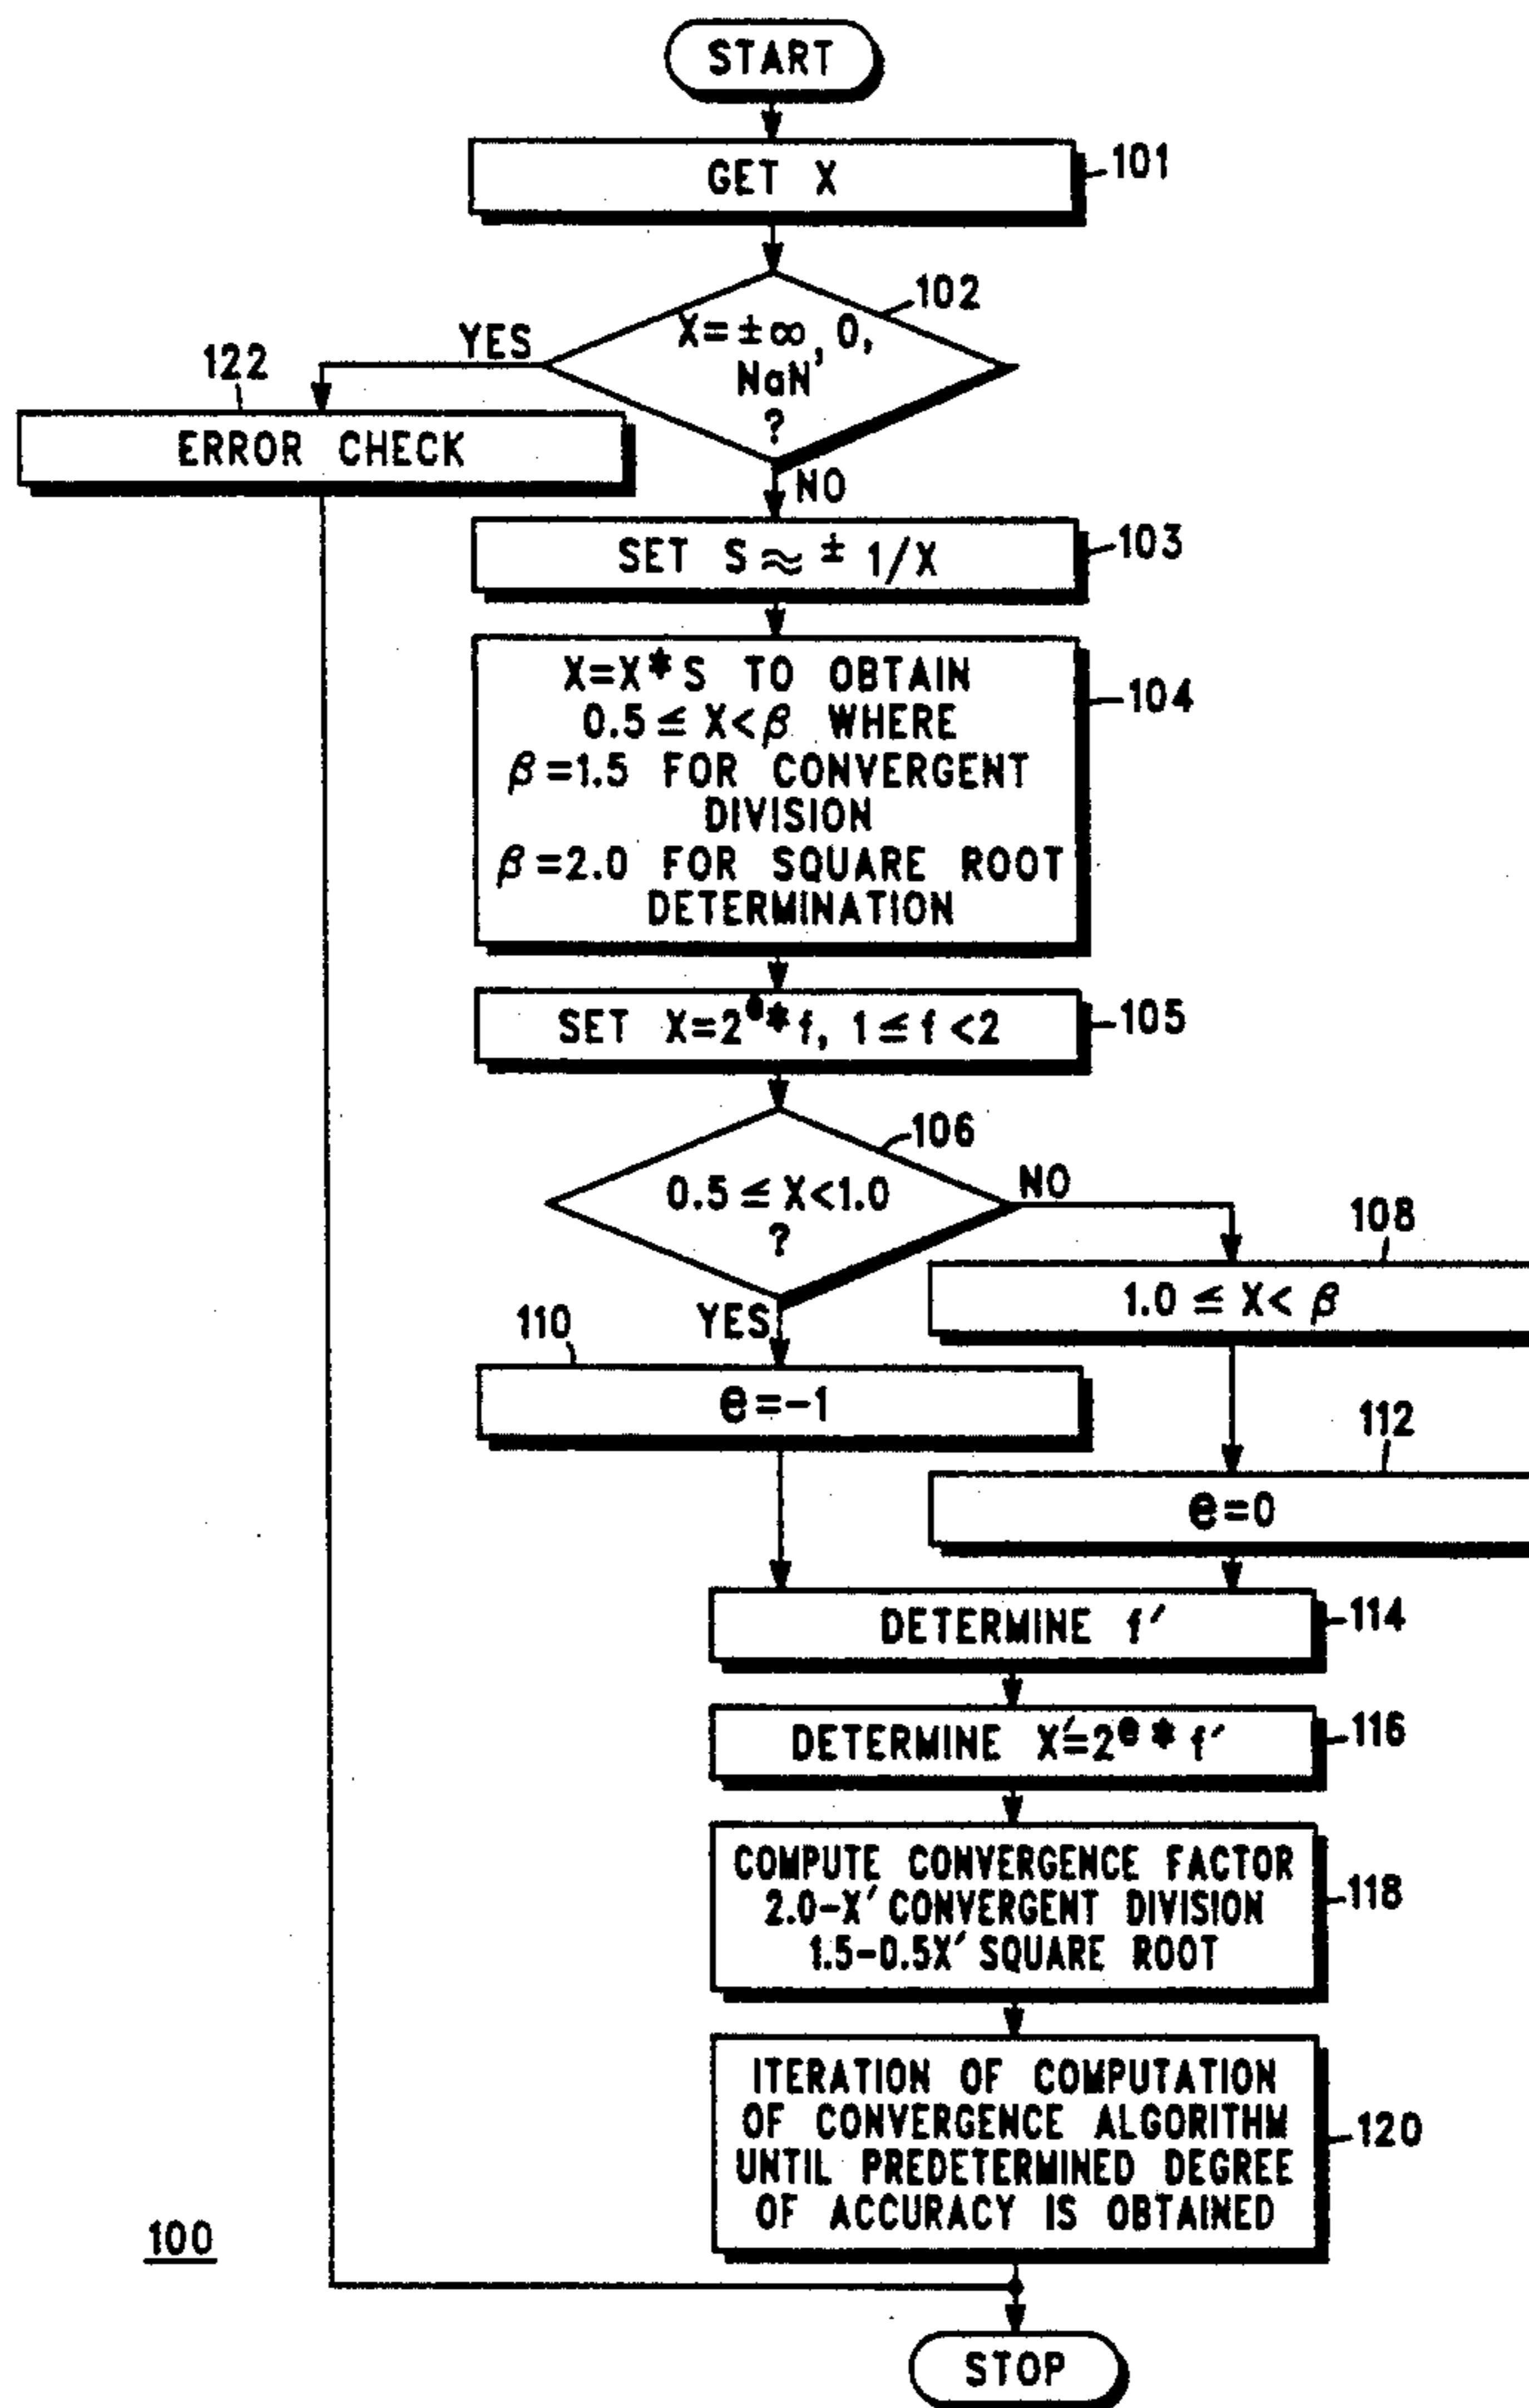 START
GET X
101
102
X=±∞, 0,
NaN'
?
YES
122
ERROR CHECK
NO
SET S≈± 1/X
103
X=X*S TO OBTAIN
0.5≤X<β WHERE
β=1.5 FOR CONVERGENT
DIVISION
β=2.0 FOR SQUARE ROOT
DETERMINATION
104
SET X=2^e*f, 1≤f<2
105
106
0.5≤X<1.0
?
NO
108
1.0≤X<β
YES
110
e=-1
112
e=0
DETERMINE f'
114
DETERMINE X'=2^e*f'
116
COMPUTE CONVERGENCE FACTOR
2.0-X' CONVERGENT DIVISION
1.5-0.5X' SQUARE ROOT
118
ITERATION OF COMPUTATION
OF CONVERGENCE ALGORITHM
UNTIL PREDETERMINED DEGREE
OF ACCURACY IS OBTAINED
120
100
STOP